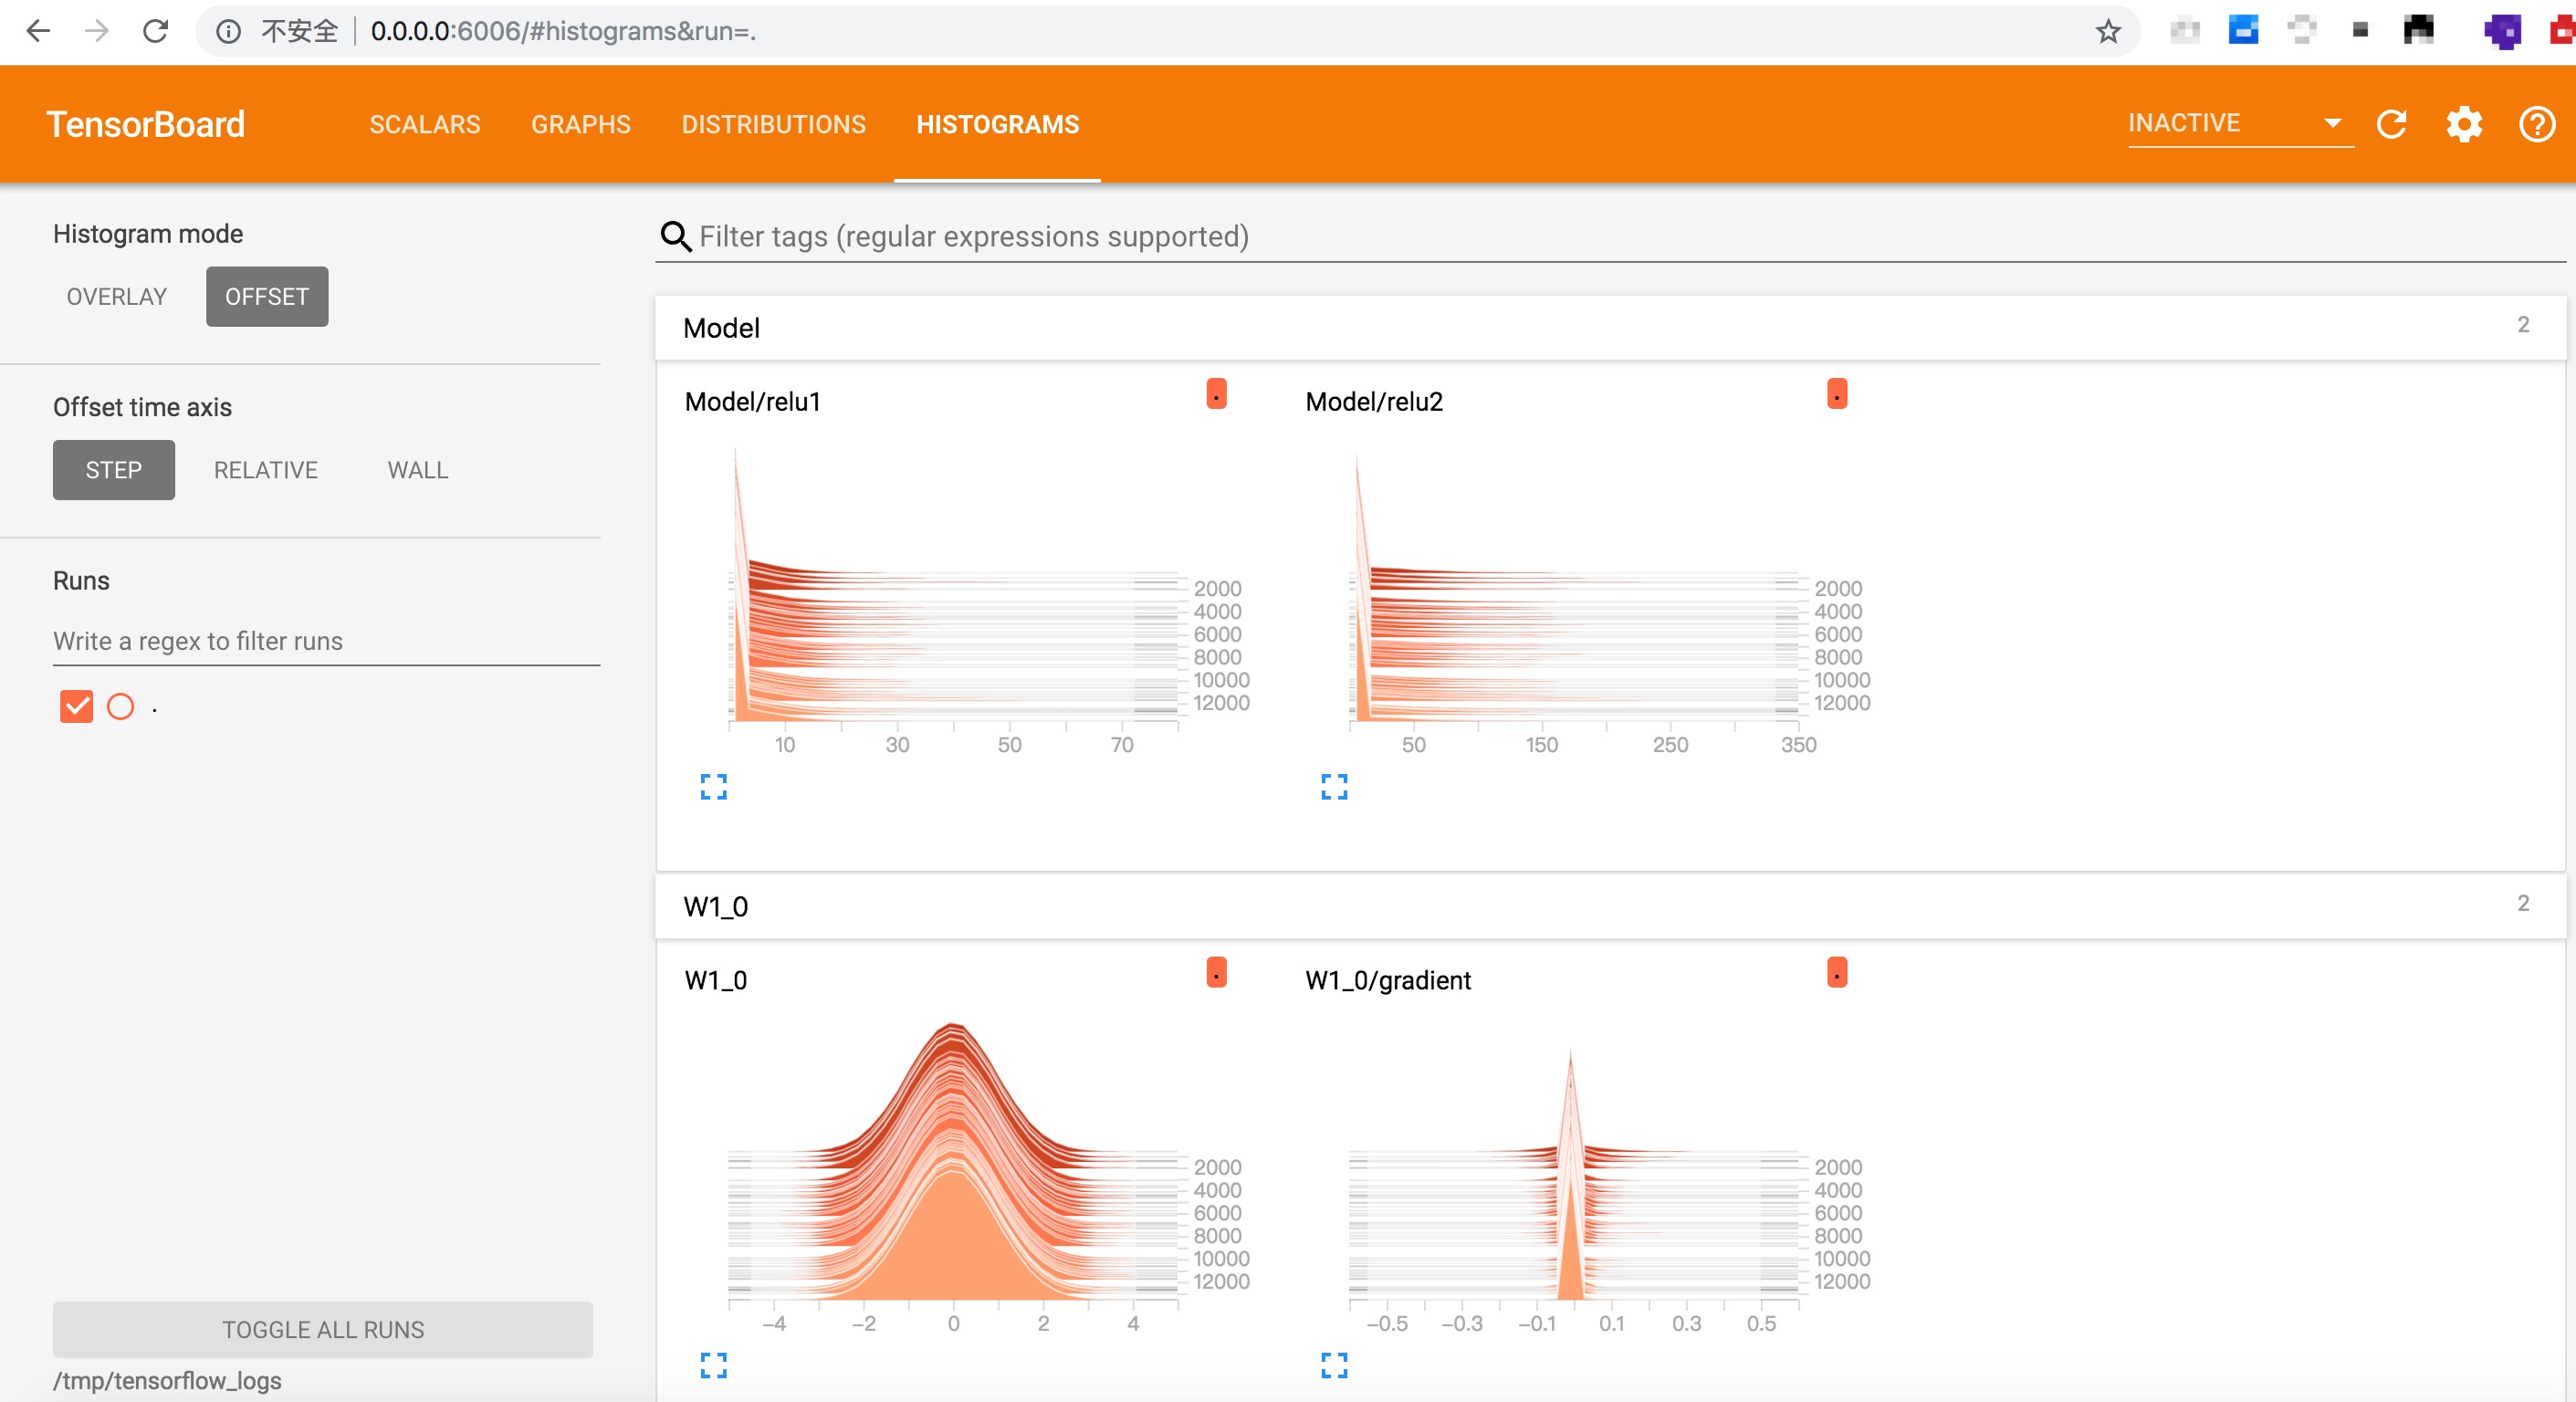 不安全 0.0.0.0:6006/#histograms&run=.
TensorBoard SCALARS GRAPHS DISTRIBUTIONS HISTOGRAMS INACTIVE
Histogram mode
OVERLAY OFFSET
Offset time axis
STEP RELATIVE WALL
Runs
Write a regex to filter runs
.
TOGGLE ALL RUNS
/tmp/tensorflow_logs
Filter tags (regular expressions supported)
Model 2
Model/relu1 .
2000
4000
6000
8000
10000
12000
10 30 50 70
Model/relu2 .
2000
4000
6000
8000
10000
12000
50 150 250 350
W1_0 2
W1_0 .
2000
4000
6000
8000
10000
12000
−4 −2 0 2 4
W1_0/gradient .
2000
4000
6000
8000
10000
12000
−0.5 −0.3 −0.1 0.1 0.3 0.5